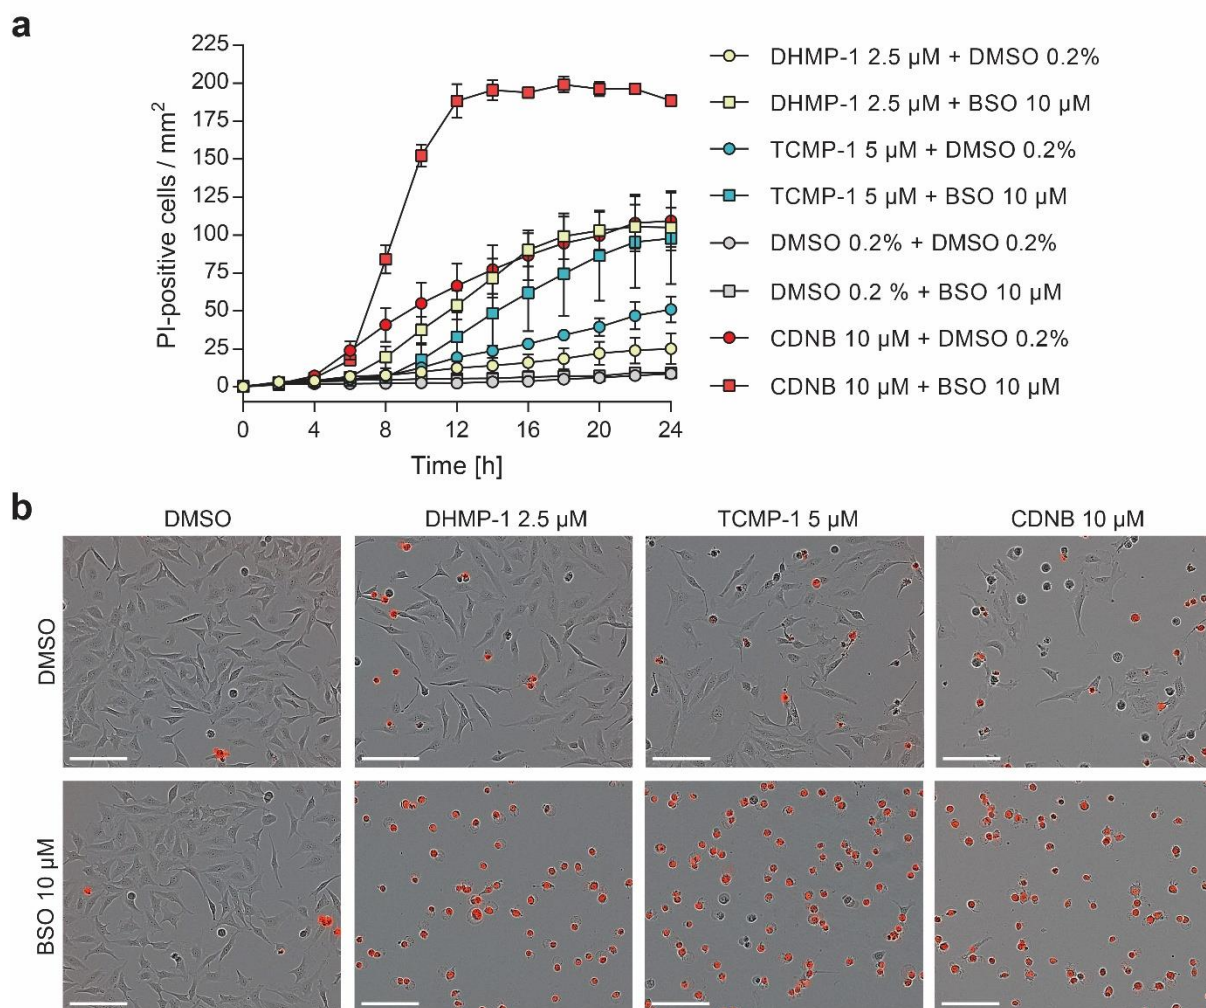 a
PI-positive cells / mm²
225
200
175
150
125
100
75
50
25
0
0 4 8 12 16 20 24
Time [h]
DHMP-1 2.5 µM + DMSO 0.2%
DHMP-1 2.5 µM + BSO 10 µM
TCMP-1 5 µM + DMSO 0.2%
TCMP-1 5 µM + BSO 10 µM
DMSO 0.2% + DMSO 0.2%
DMSO 0.2 % + BSO 10 µM
CDNB 10 µM + DMSO 0.2%
CDNB 10 µM + BSO 10 µM
b
DMSO DHMP-1 2.5 µM TCMP-1 5 µM CDNB 10 µM
DMSO
BSO 10 µM